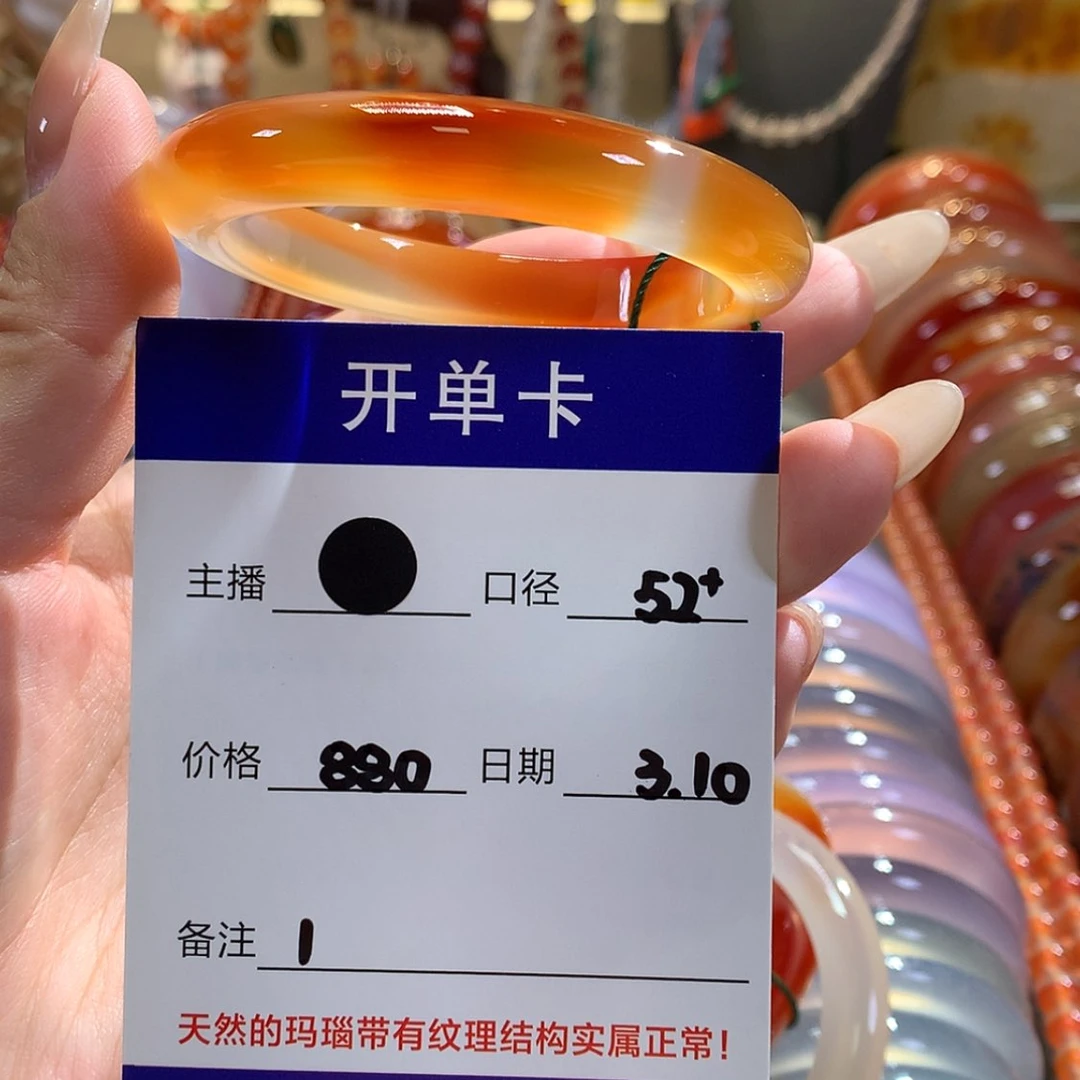 开单卡
主播 口径 52+
价格 880 日期 3.10
备注 1
天然的玛瑙带有纹理结构实属正常!